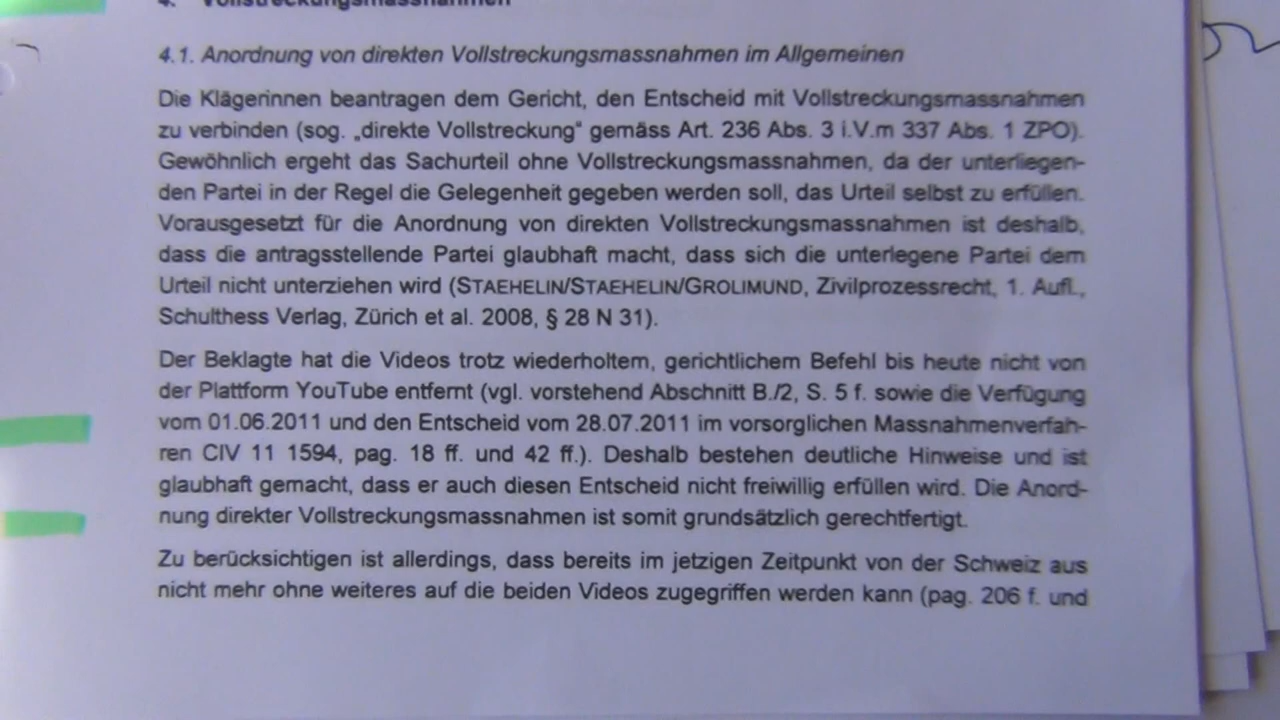 4. Vollstreckungsmassnahmen
4.1. Anordnung von direkten Vollstreckungsmassnahmen im Allgemeinen
Die Klägerinnen beantragen dem Gericht, den Entscheid mit Vollstreckungsmassnahmen
zu verbinden (sog. „direkte Vollstreckung“ gemäss Art. 236 Abs. 3 i.V.m 337 Abs. 1 ZPO).
Gewöhnlich ergeht das Sachurteil ohne Vollstreckungsmassnahmen, da der unterliegen-
den Partei in der Regel die Gelegenheit gegeben werden soll, das Urteil selbst zu erfüllen.
Vorausgesetzt für die Anordnung von direkten Vollstreckungsmassnahmen ist deshalb,
dass die antragsstellende Partei glaubhaft macht, dass sich die unterlegene Partei dem
Urteil nicht unterziehen wird (STAEHELIN/STAEHELIN/GROLIMUND, Zivilprozessrecht, 1. Aufl.,
Schulthess Verlag, Zürich et al. 2008, § 28 N 31).
Der Beklagte hat die Videos trotz wiederholtem, gerichtlichem Befehl bis heute nicht von
der Plattform YouTube entfernt (vgl. vorstehend Abschnitt B./2, S. 5 f. sowie die Verfügung
vom 01.06.2011 und den Entscheid vom 28.07.2011 im vorsorglichen Massnahmenverfah-
ren CIV 11 1594, pag. 18 ff. und 42 ff.). Deshalb bestehen deutliche Hinweise und ist
glaubhaft gemacht, dass er auch diesen Entscheid nicht freiwillig erfüllen wird. Die Anord-
nung direkter Vollstreckungsmassnahmen ist somit grundsätzlich gerechtfertigt.
Zu berücksichtigen ist allerdings, dass bereits im jetzigen Zeitpunkt von der Schweiz aus
nicht mehr ohne weiteres auf die beiden Videos zugegriffen werden kann (pag. 206 f. und